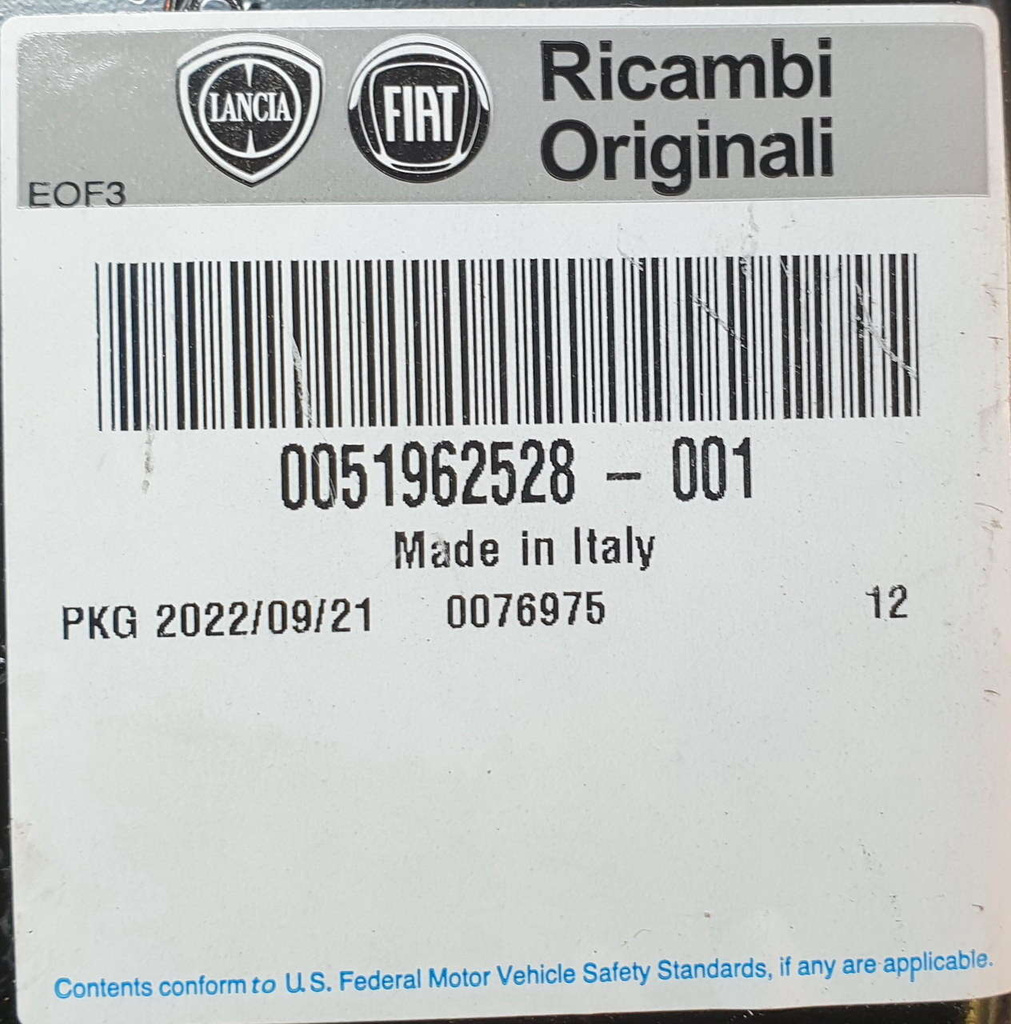 LANCIA FIAT Ricambi
Originali
EOF3
0051962528 - 001
Made in Italy
PKG 2022/09/21 0076975 12
Contents conform to U.S. Federal Motor Vehicle Safety Standards, if any are applicable.